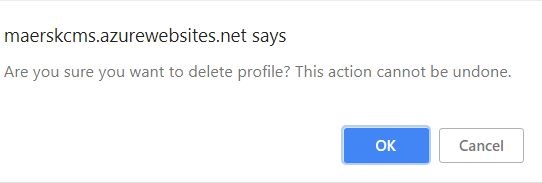 maerskcms.azurewebsites.net says
Are you sure you want to delete profile? This action cannot be undone.
OK
Cancel